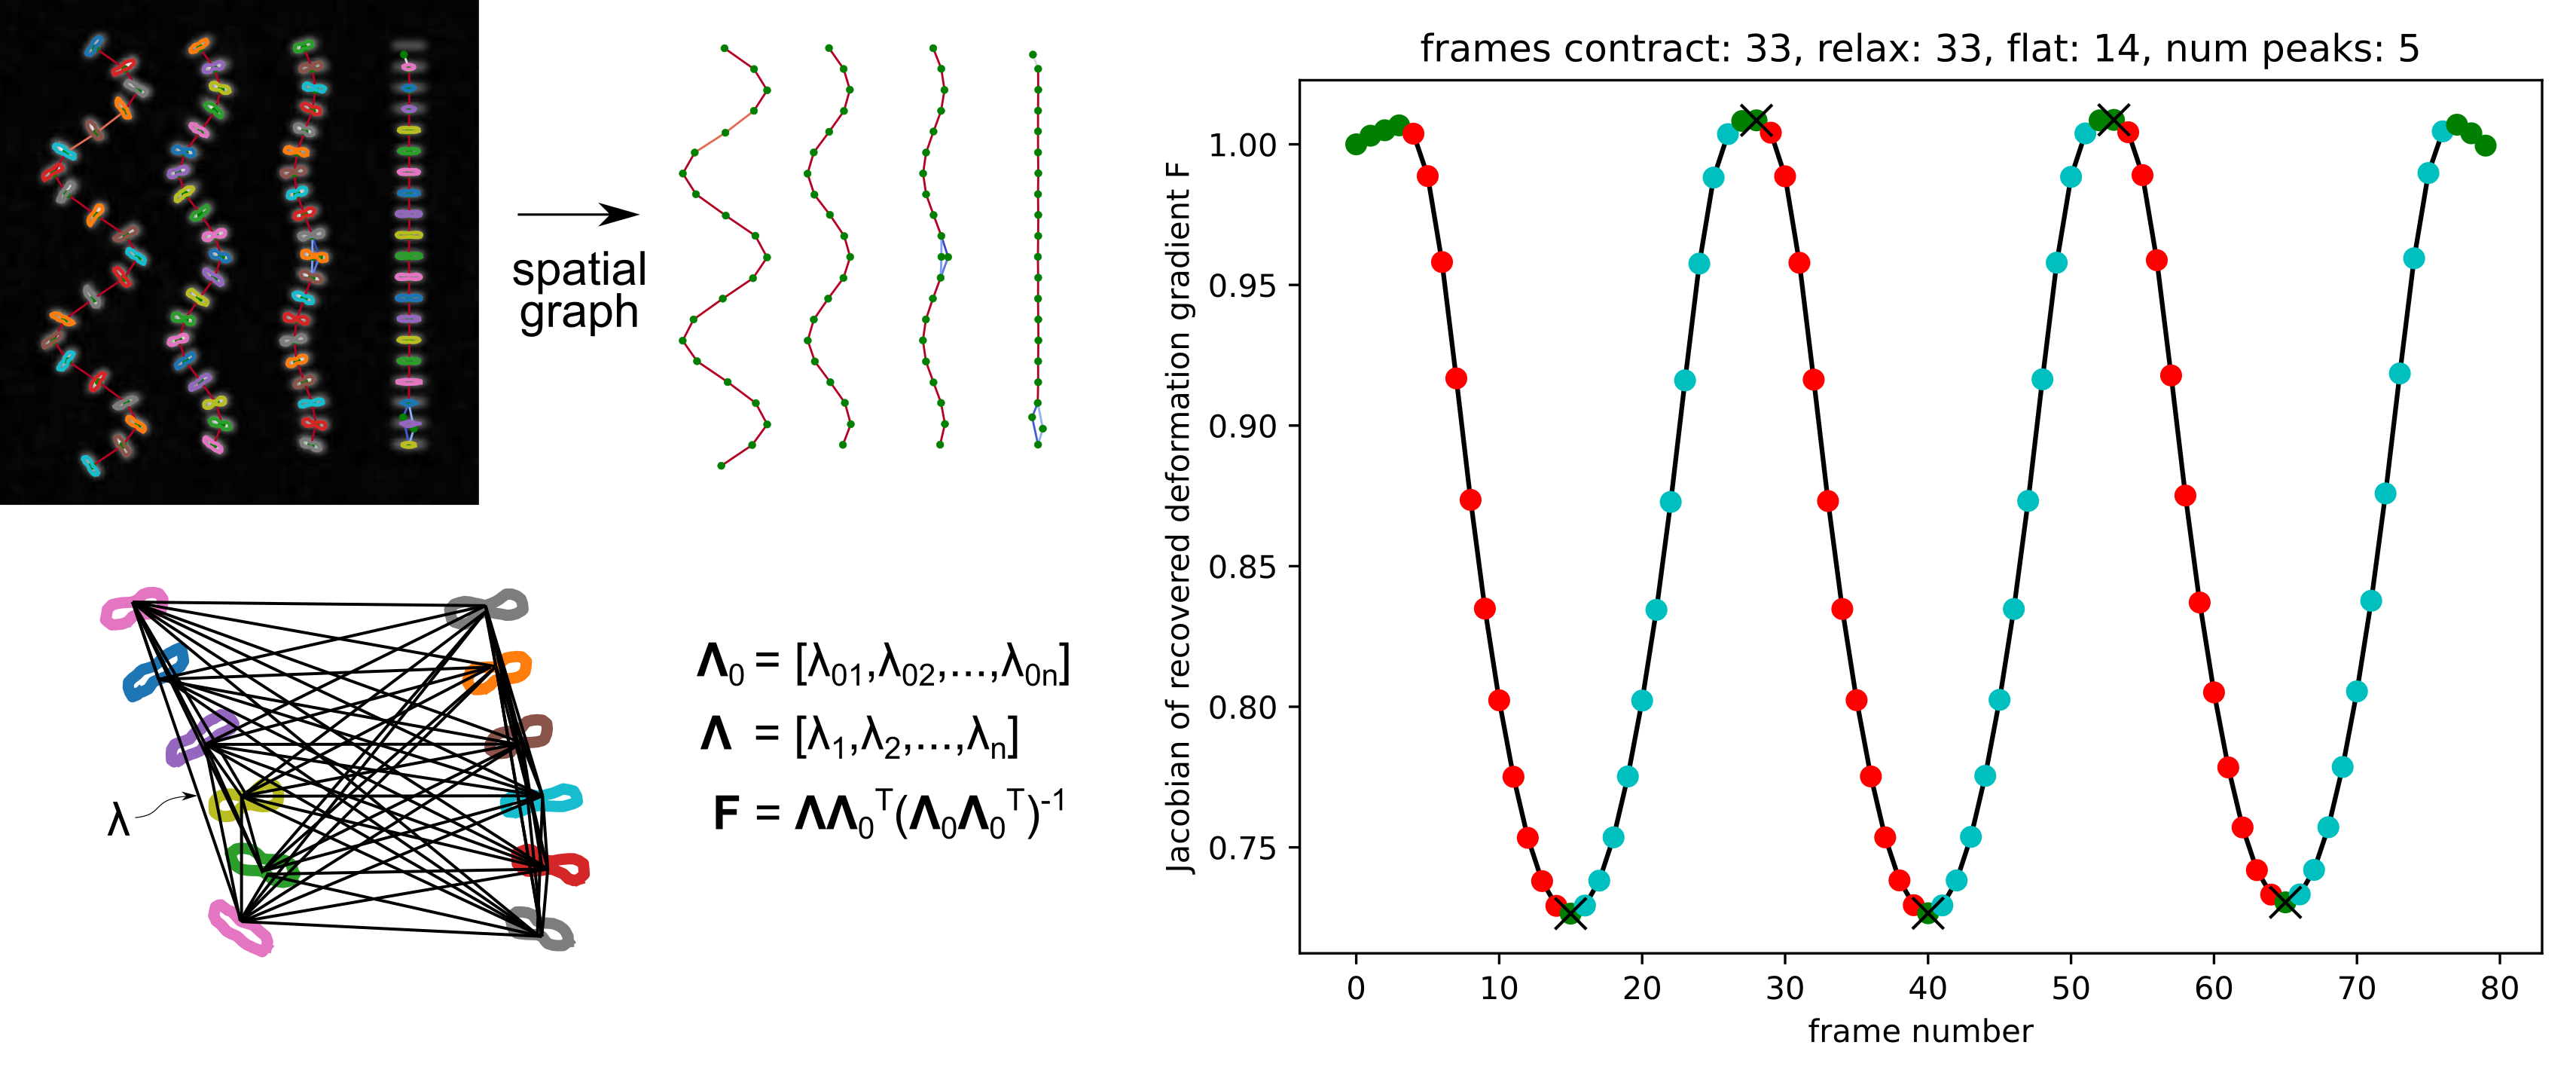 spatial
graph
λ
Λ₀ = [λ₀₁,λ₀₂,...,λ₀ₙ]
Λ = [λ₁,λ₂,...,λₙ]
F = ΛΛ₀ᵀ(Λ₀Λ₀ᵀ)⁻¹
frames contract: 33, relax: 33, flat: 14, num peaks: 5
Jacobian of recovered deformation gradient F
1.00
0.95
0.90
0.85
0.80
0.75
0 10 20 30 40 50 60 70 80
frame number